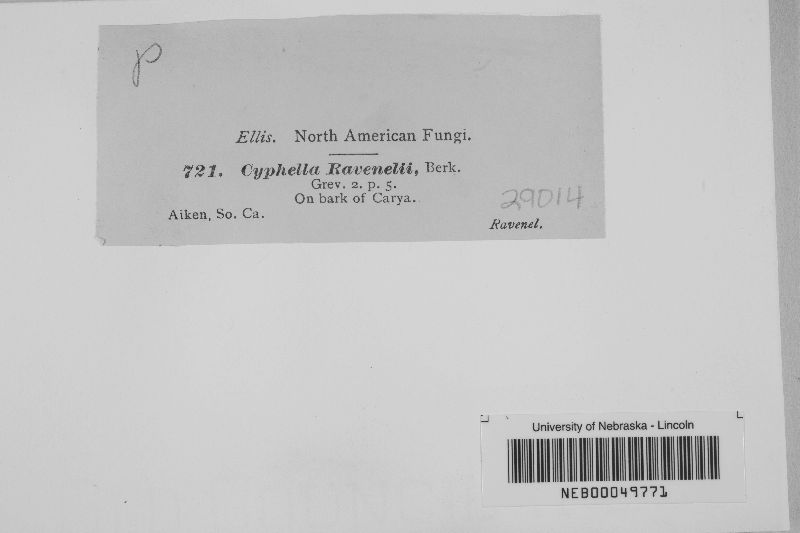 P
Ellis. North American Fungi.
721. Cyphella Ravenelii, Berk.
Grev. 2. p. 5.
On bark of Carya.
29014
Aiken, So. Ca.
Ravenel.
University of Nebraska - Lincoln
NEB00049771